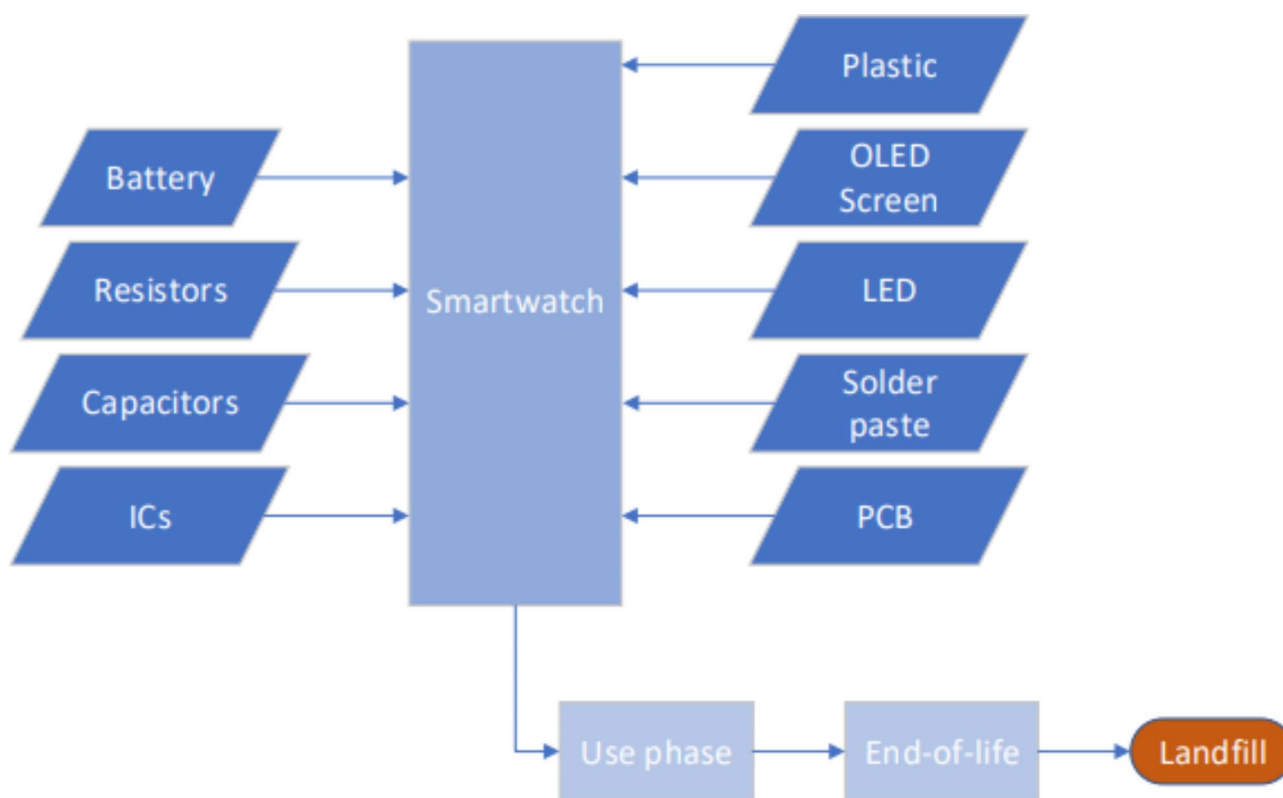 Plastic
Battery
OLED
Screen
Resistors
Smartwatch
LED
Capacitors
Solder
paste
ICs
PCB
Use phase
End-of-life
Landfill